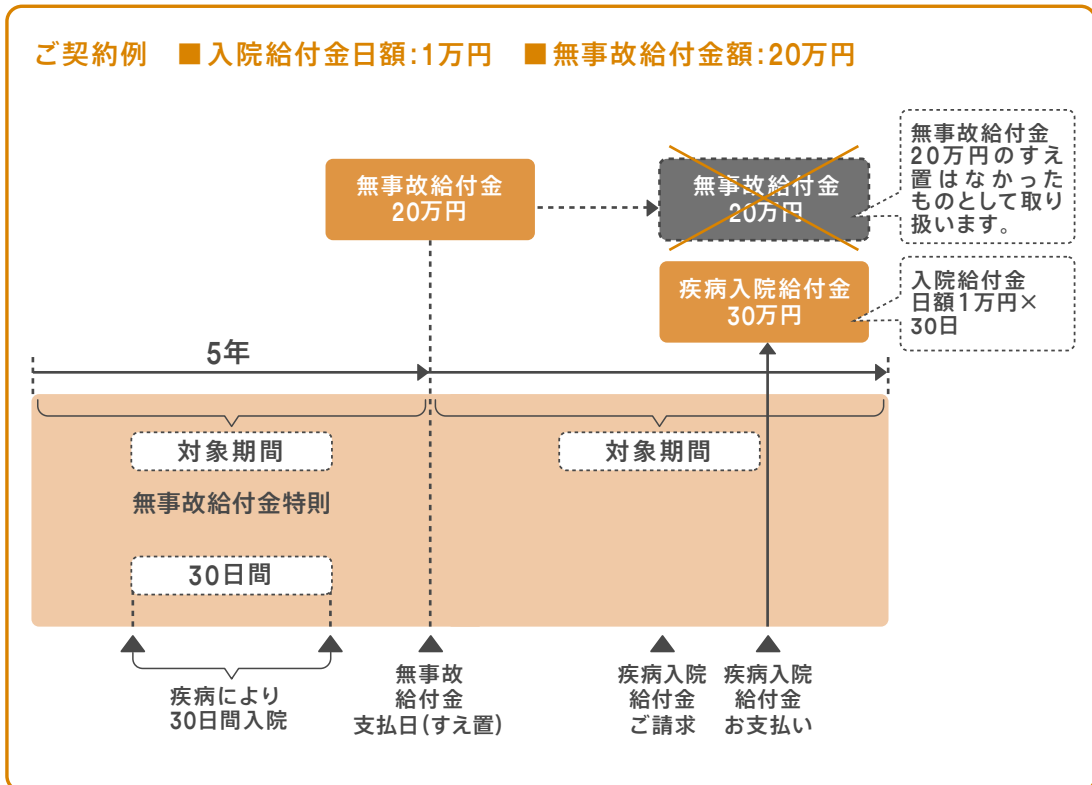 ご契約例 ■入院給付金日額:1万円 ■無事故給付金額:20万円
無事故給付金
20万円
無事故給付金
20万円
無事故給付金
20万円のすえ
置はなかった
ものとして取り
扱います。
疾病入院給付金
30万円
入院給付金
日額1万円×
30日
5年
対象期間
対象期間
無事故給付金特則
30日間
疾病により
30日間入院
無事故
給付金
支払日(すえ置)
疾病入院
給付金
ご請求
疾病入院
給付金
お支払い